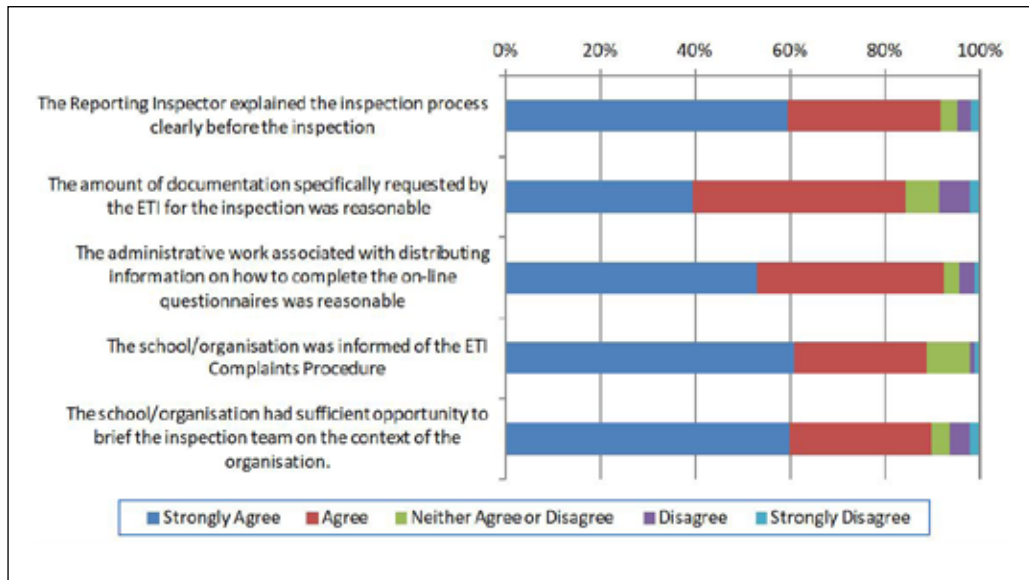 0% 20% 40% 60% 80% 100%
The Reporting Inspector explained the inspection process
clearly before the inspection
The amount of documentation specifically requested by
the ETI for the inspection was reasonable
The administrative work associated with distributing
information on how to complete the on-line
questionnaires was reasonable
The school/organisation was informed of the ETI
Complaints Procedure
The school/organisation had sufficient opportunity to
brief the inspection team on the context of the
organisation.
Strongly Agree Agree Neither Agree or Disagree Disagree Strongly Disagree